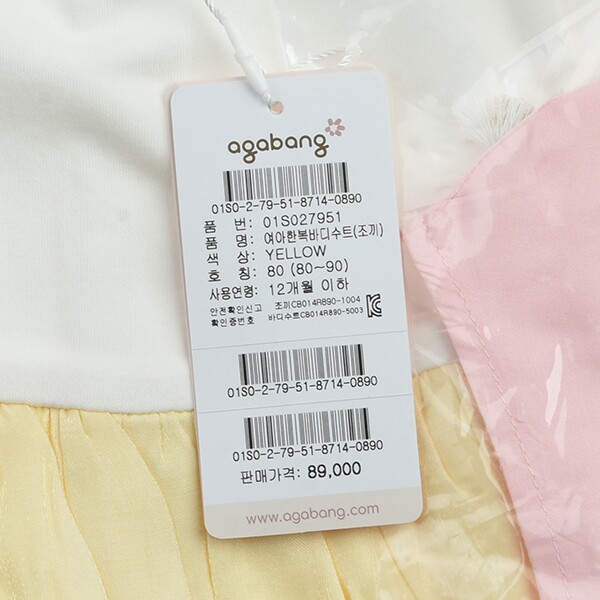 agabang
01S0-2-79-51-8714-0890
품 번: 01S027951
품 명: 여아한복바디수트(조끼)
색 상: YELLOW
호 칭: 80 (80~90)
사용연령: 12개월 이하
안전확인신고 조끼CB014R890-1004
확인증번호 바디수트CB014R890-5003
01S0-2-79-51-8714-0890
01S0-2-79-51-8714-0890
판매가격: 89,000
www.agabang.com